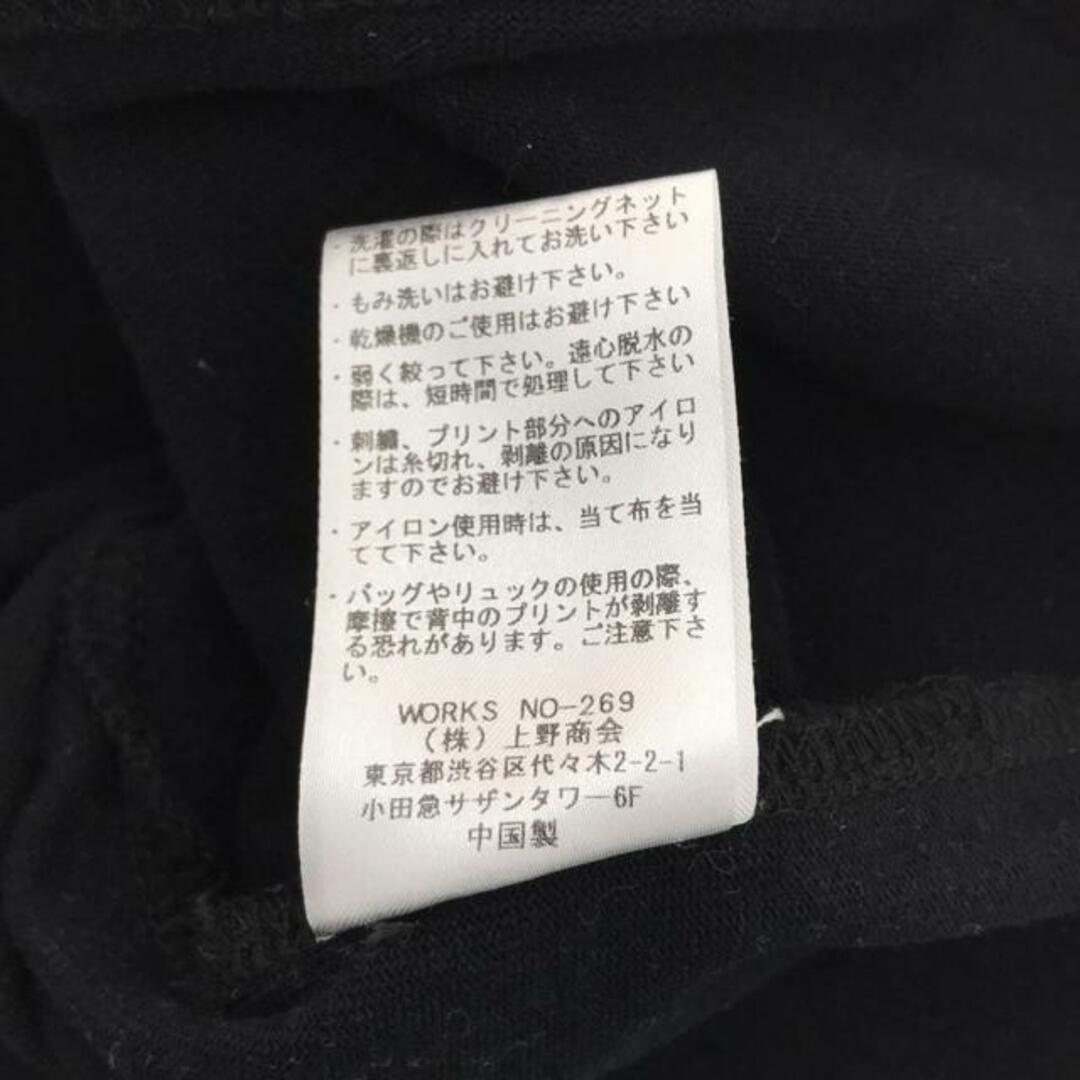 ・洗濯の際はクリーニングネット
に裏返しに入れてお洗い下さい
・もみ洗いはお避け下さい。
・乾燥機のご使用はお避け下さい
・弱く絞って下さい。遠心脱水の
際は、短時間で処理して下さい
・刺繍、プリント部分へのアイロ
ンは糸切れ、剥離の原因になり
ますのでお避け下さい。
・アイロン使用時は、当て布を当
てて下さい。
・バッグやリュックの使用の際、
摩擦で背中のプリントが剥離す
る恐れがあります。ご注意下さ
い。
WORKS NO-269
(株)上野商会
東京都渋谷区代々木2-2-1
小田急サザンタワー6F
中国製